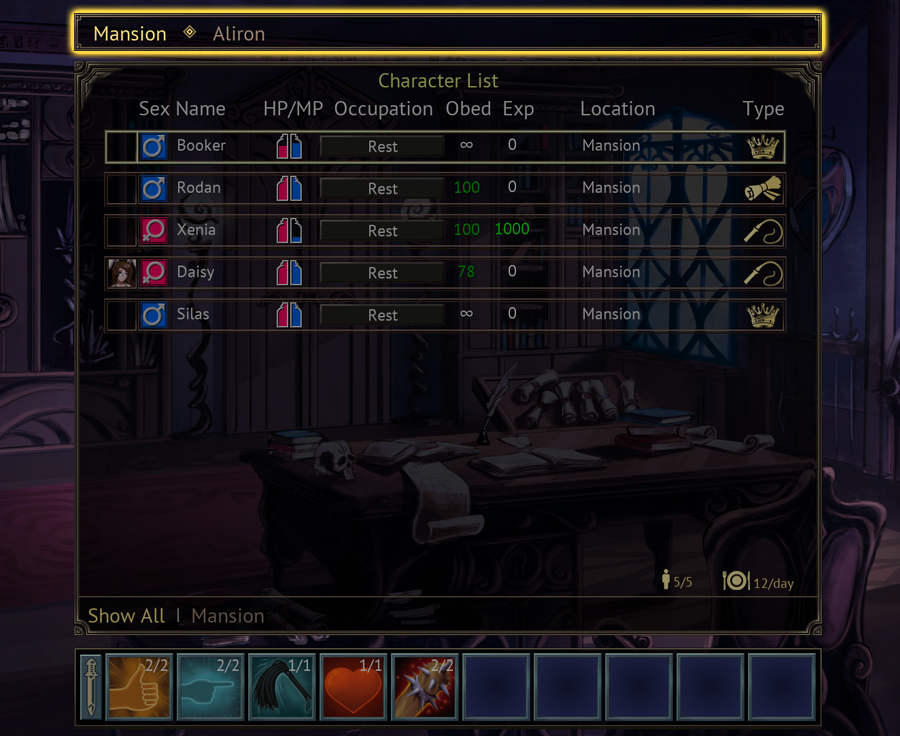 Mansion Aliron
Character List
Sex Name HP/MP Occupation Obed Exp Location Type
Booker Rest ∞ 0 Mansion
Rodan Rest 100 0 Mansion
Xenia Rest 100 1000 Mansion
Daisy Rest 78 0 Mansion
Silas Rest ∞ 0 Mansion
5/5 12/day
Show All | Mansion
2/2 2/2 1/1 1/1 2/2